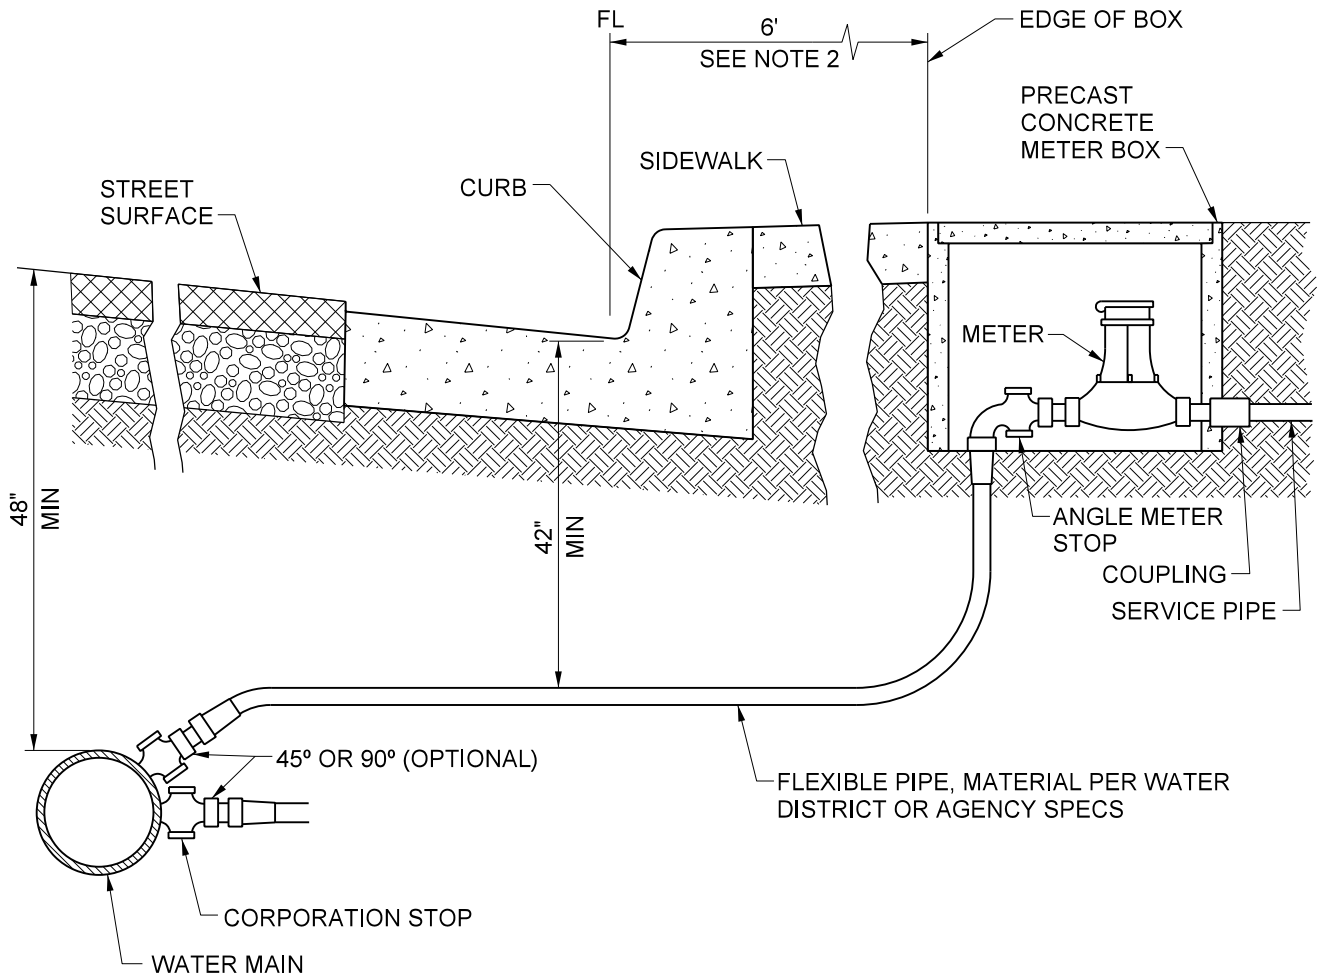 FL
6'
SEE NOTE 2
EDGE OF BOX
PRECAST
CONCRETE
METER BOX
SIDEWALK
CURB
STREET
SURFACE
METER
48"
MIN
42"
MIN
ANGLE METER
STOP
COUPLING
SERVICE PIPE
45º OR 90º (OPTIONAL)
FLEXIBLE PIPE, MATERIAL PER WATER
DISTRICT OR AGENCY SPECS
CORPORATION STOP
WATER MAIN